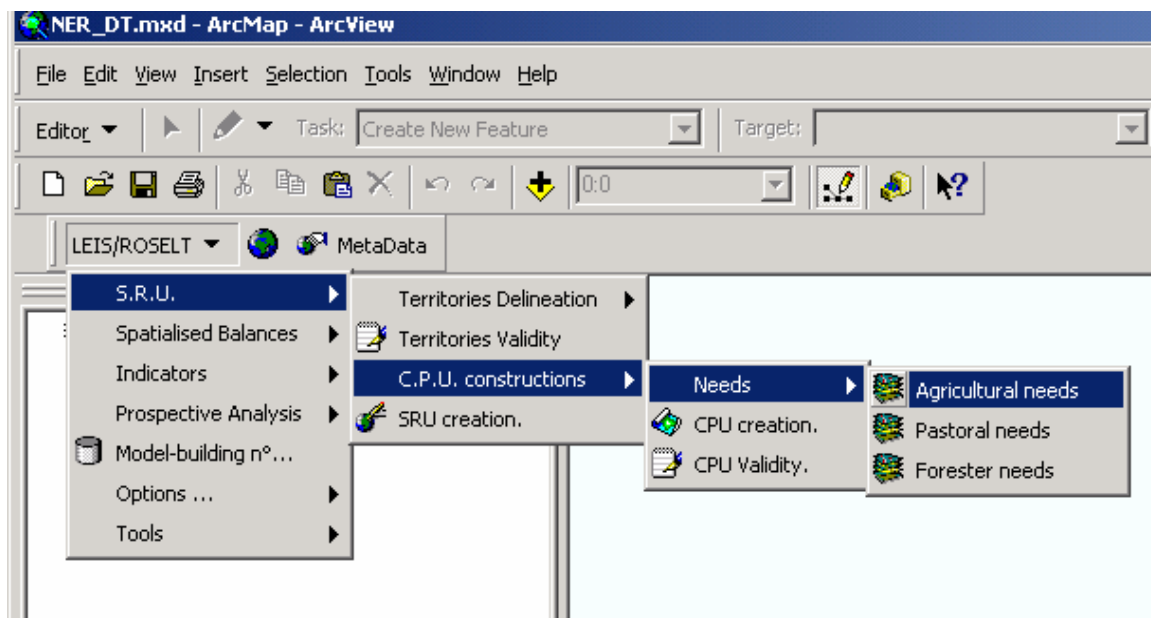 NER_DT.mxd - ArcMap - ArcView
File Edit View Insert Selection Tools Window Help
Editor Task: Create New Feature Target:
0:0
LEIS/ROSELT MetaData
S.R.U.
Spatialised Balances
Indicators
Prospective Analysis
Model-building n°...
Options ...
Tools
Territories Delineation
Territories Validity
C.P.U. constructions
SRU creation.
Needs
CPU creation.
CPU Validity.
Agricultural needs
Pastoral needs
Forester needs